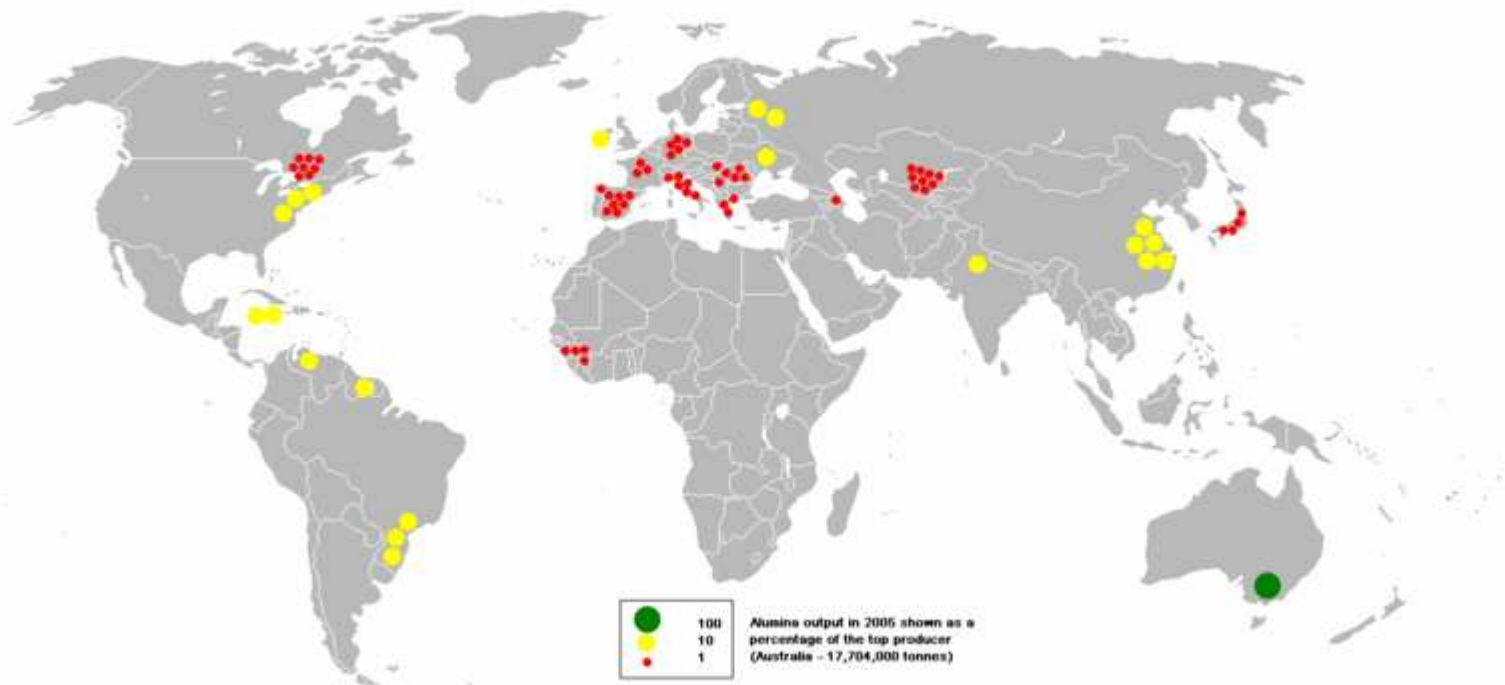 100 Alumina output in 2005 shown as a
10 percentage of the top producer
1 (Australia - 17,704,000 tonnes)